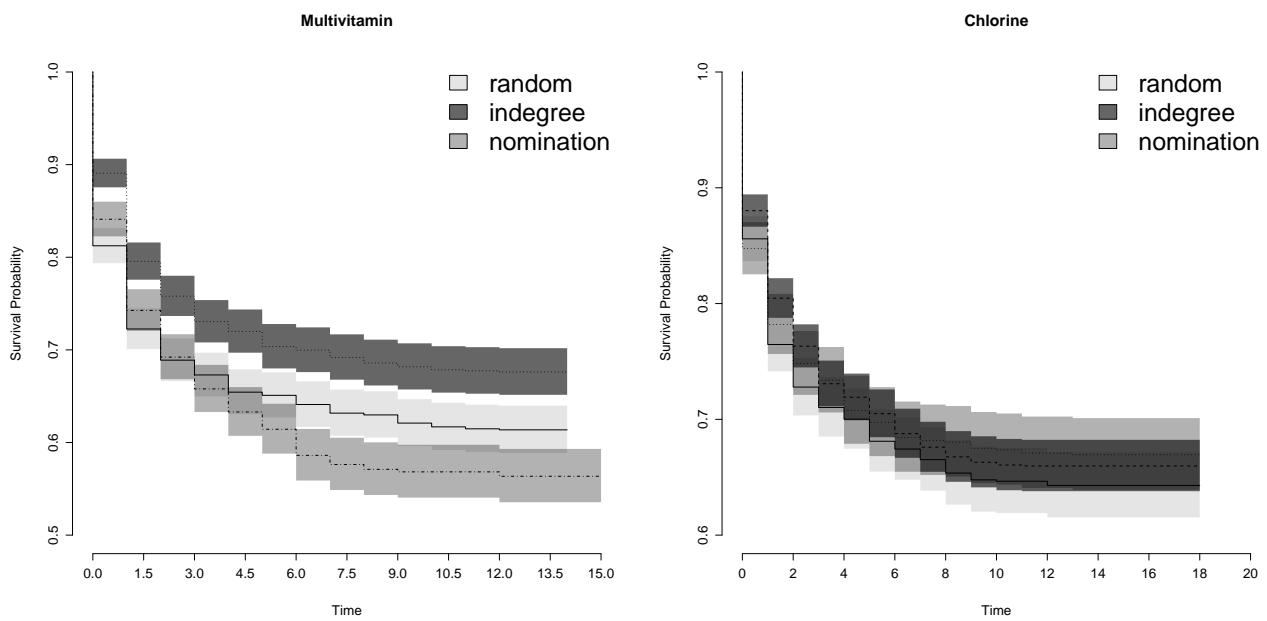 Multivitamin
Survival Probability
1.0
0.9
0.8
0.7
0.6
0.5
random
indegree
nomination
0.0 1.5 3.0 4.5 6.0 7.5 9.0 10.5 12.0 13.5 15.0
Time
Chlorine
Survival Probability
1.0
0.9
0.8
0.7
0.6
random
indegree
nomination
0 2 4 6 8 10 12 14 16 18 20
Time